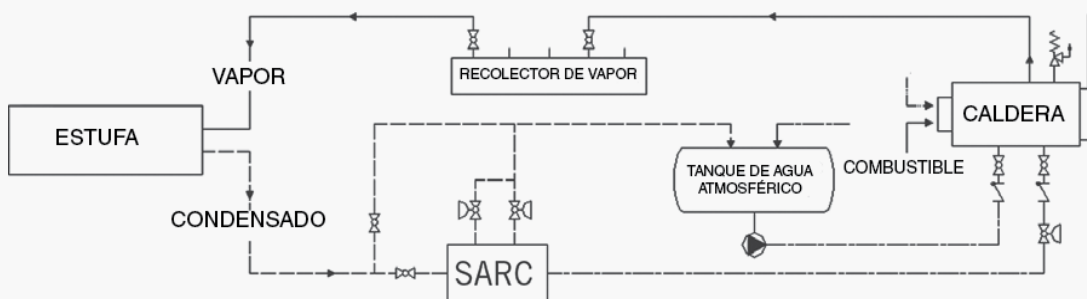 RECOLECTOR DE VAPOR
VAPOR
CALDERA
ESTUFA
COMBUSTIBLE
TANQUE DE AGUA
ATMOSFÉRICO
CONDENSADO
SARC